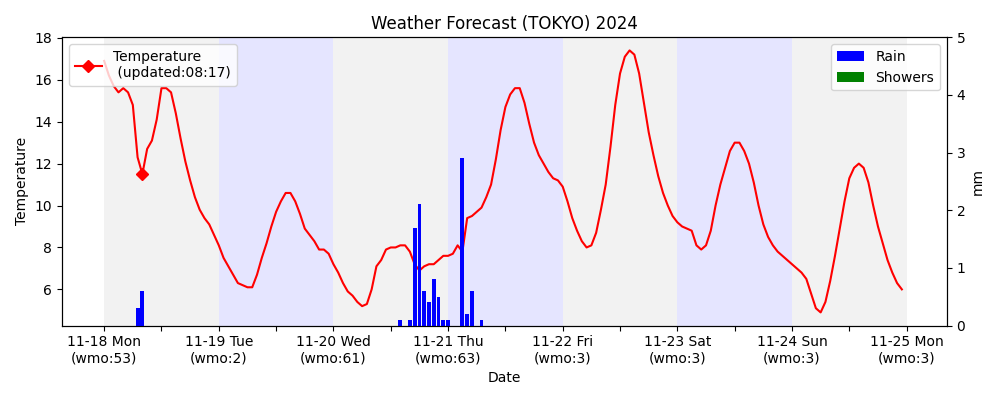 Weather Forecast (TOKYO) 2024
Temperature
(updated:08:17)
Rain
Showers
18
16
14
12
10
8
6
Temperature
5
4
3
2
1
0
mm
11-18 Mon 11-19 Tue 11-20 Wed 11-21 Thu 11-22 Fri 11-23 Sat 11-24 Sun 11-25 Mon
(wmo:53) (wmo:2) (wmo:61) (wmo:63) (wmo:3) (wmo:3) (wmo:3) (wmo:3)
Date